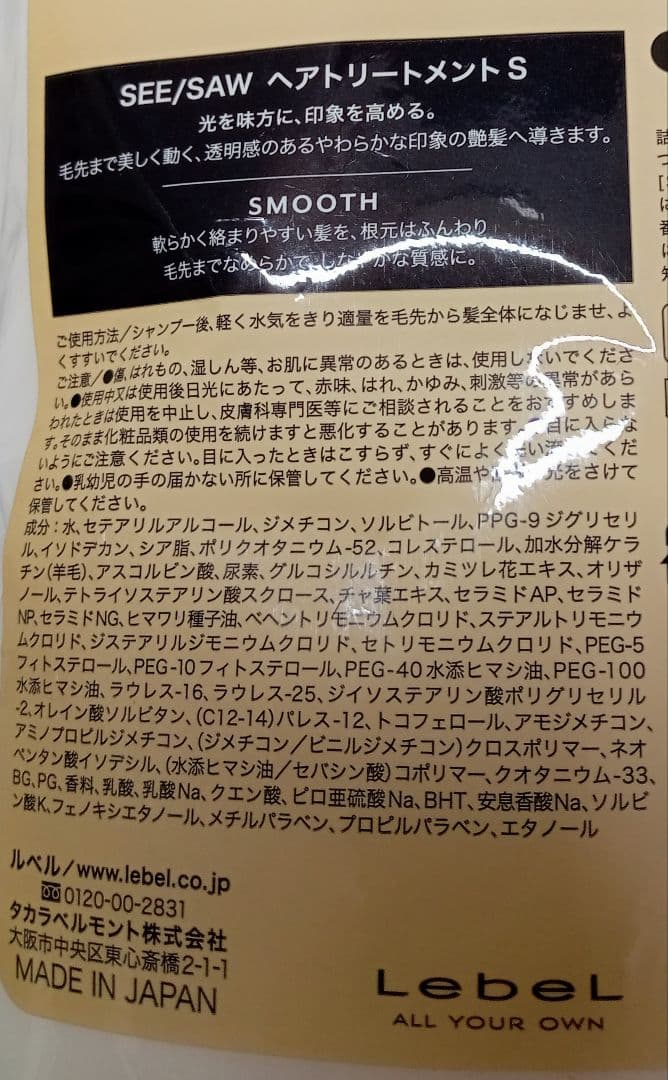 SEE/SAW ヘアトリートメント S
光を味方に、印象を高める。
毛先まで美しく動く、透明感のあるやわらかな印象の艶髪へ導きます。
SMOOTH
軟らかく絡まりやすい髪を、根元はふんわり
毛先までなめらかで、しなやかな質感に。
ご使用方法/シャンプー後、軽く水気をきり適量を毛先から髪全体になじませ、よ
くすすいでください。
ご注意/●傷、はれもの、湿しん等、お肌に異常のあるときは、使用しないでくださ
い。●使用中又は使用後日光にあたって、赤味、はれ、かゆみ、刺激等の異常があら
われたときは使用を中止し、皮膚科専門医等にご相談されることをおすすめしま
す。そのまま化粧品類の使用を続けますと悪化することがあります。 目に入らな
いようにご注意ください。目に入ったときはこすらず、すぐによく 流 てくだ
さい。●乳幼児の手の届かない所に保管してください。●高温や 光をさけて
保管してください。
成分:水、セテアリルアルコール、ジメチコン、ソルビトール、PPG-9 ジグリセリ
ル、イソドデカン、シア脂、ポリクオタニウム-52、コレステロール、加水分解ケラ
チン(羊毛)、アスコルビン酸、尿素、グルコシルルチン、カミツレ花エキス、オリザ
ノール、テトライソステアリン酸スクロース、チャ葉エキス、セラミドAP、セラミド
NP、セラミドNG、ヒマワリ種子油、ベヘントリモニウムクロリド、ステアルトリモニウ
ムクロリド、ジステアリルジモニウムクロリド、セトリモニウムクロリド、PEG-5
フィトステロール、PEG-10フィトステロール、PEG-40 水添ヒマシ油、PEG-100
水添ヒマシ油、ラウレス-16、ラウレス-25、ジイソステアリン酸ポリグリセリル
-2、オレイン酸ソルビタン、(C12-14)パレス-12、トコフェロール、アモジメチコン、
アミノプロピルジメチコン、(ジメチコン/ビニルジメチコン)クロスポリマー、ネオ
ペンタン酸イソデシル、(水添ヒマシ油/セバシン酸)コポリマー、クオタニウム-33、
BG、PG、香料、乳酸、乳酸Na、クエン酸、ピロ亜硫酸Na、BHT、安息香酸Na、ソルビ
ン酸K、フェノキシエタノール、メチルパラベン、プロピルパラベン、エタノール
ルベル/www.lebel.co.jp
0120-00-2831
タカラベルモント株式会社
大阪市中央区東心斎橋2-1-1
MADE IN JAPAN
LebeL
ALL YOUR OWN